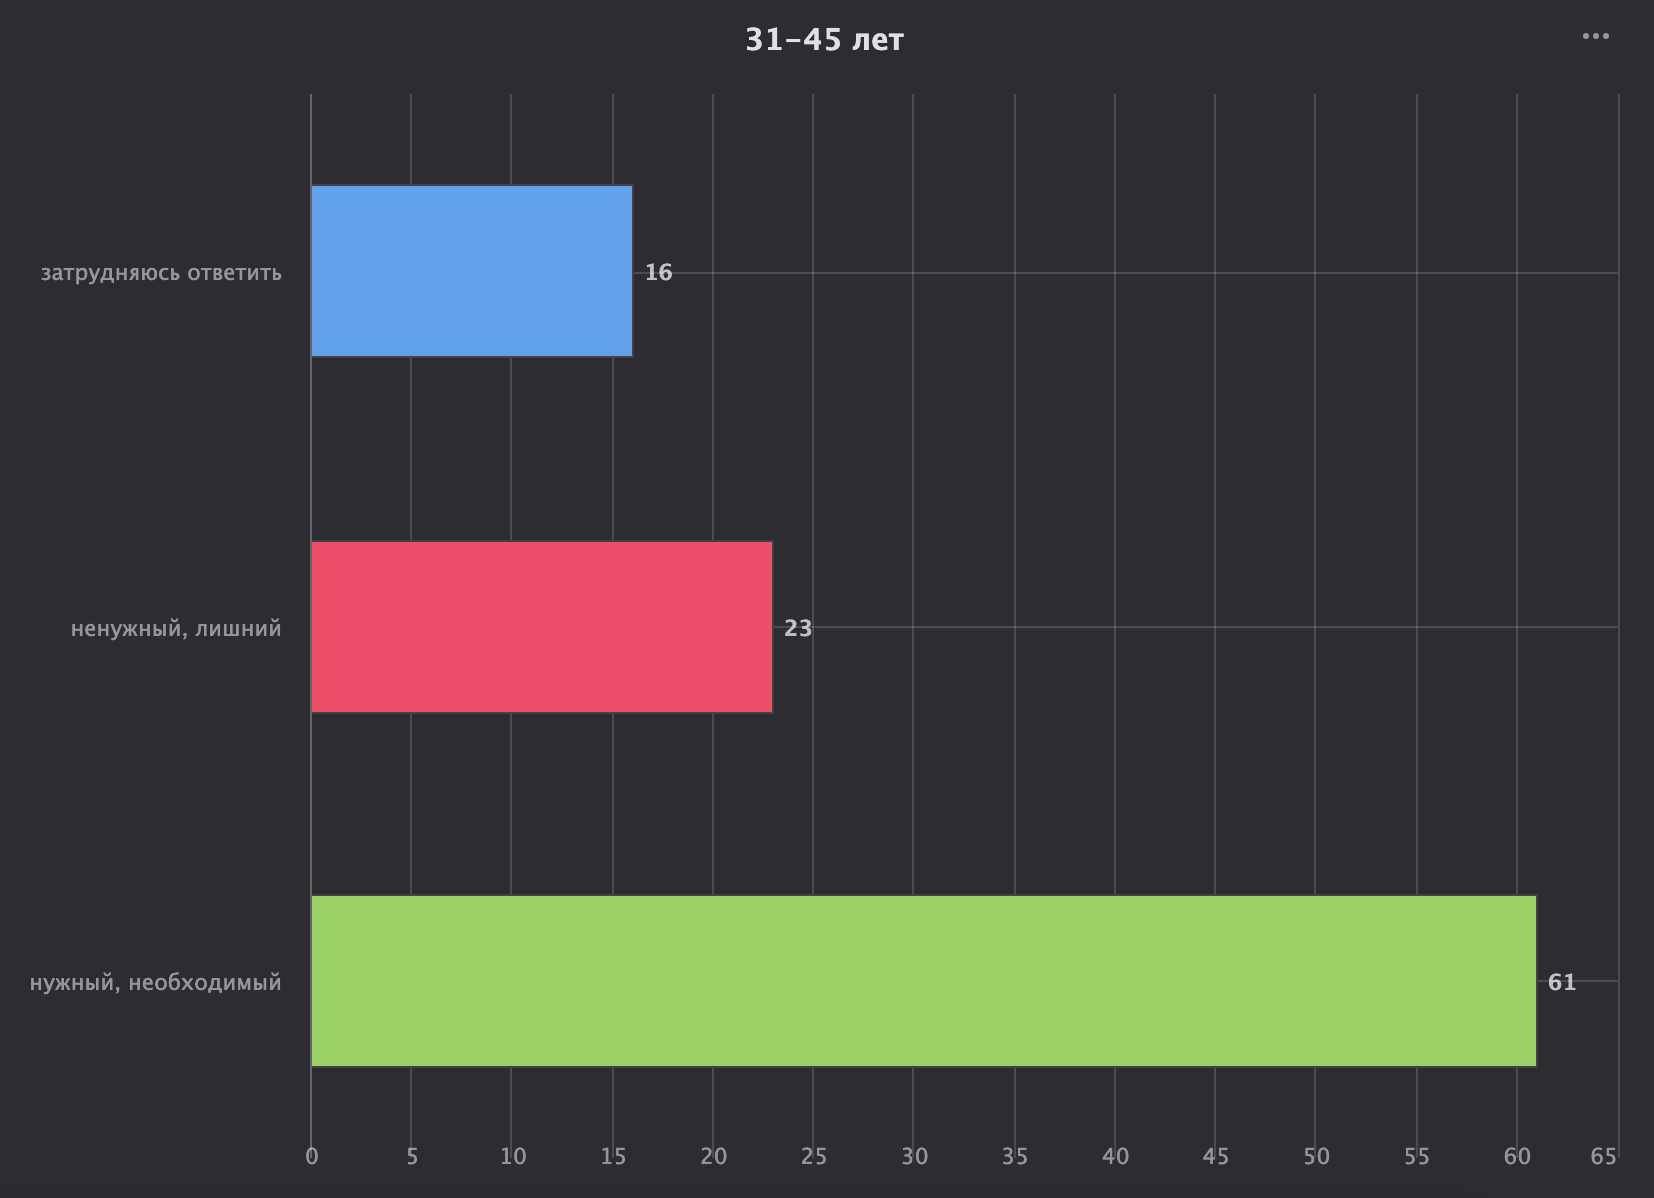 31–45 лет
затрудняюсь ответить
16
ненужный, лишний
23
нужный, необходимый
61
0 5 10 15 20 25 30 35 40 45 50 55 60 65